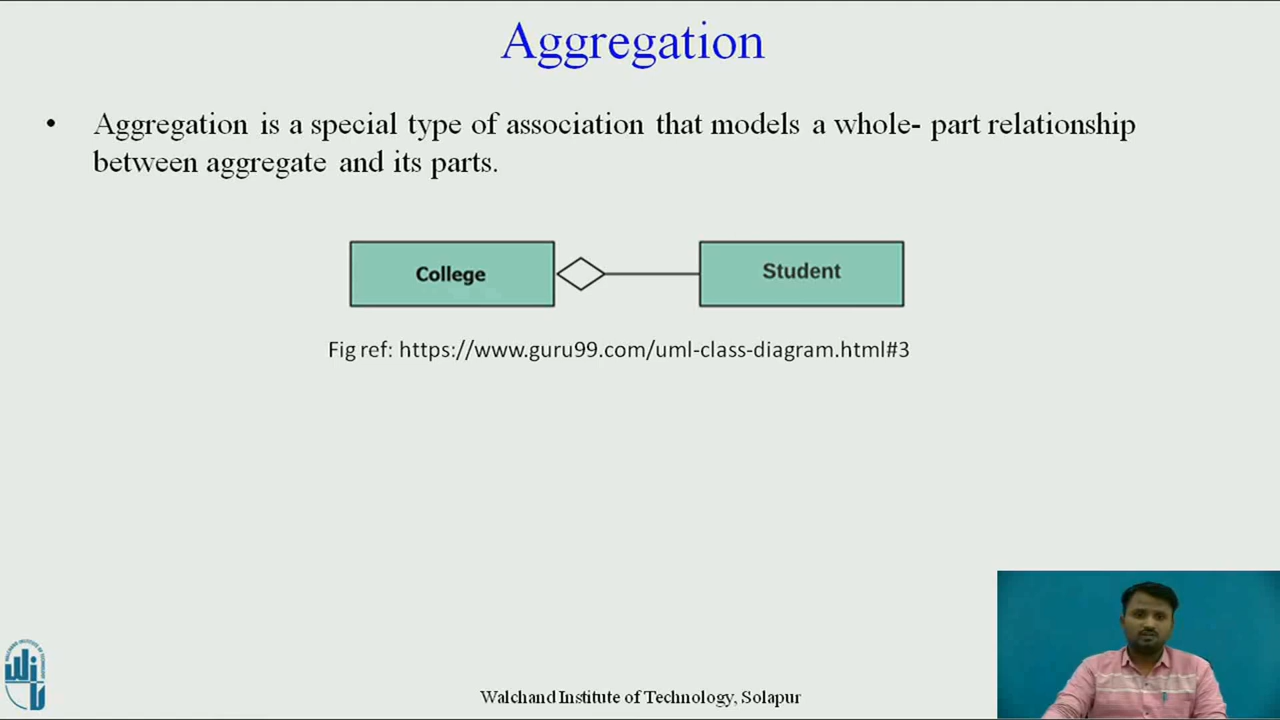 Aggregation
• Aggregation is a special type of association that models a whole- part relationship
between aggregate and its parts.
College
Student
Fig ref: https://www.guru99.com/uml-class-diagram.html#3
Walchand Institute of Technology, Solapur